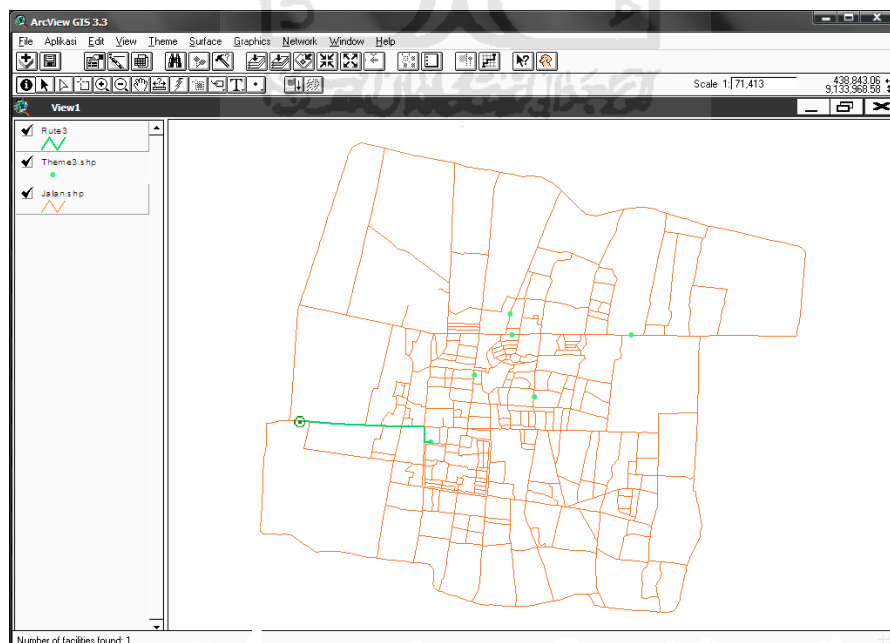 ArcView GIS 3.3
File Aplikasi Edit View Theme Surface Graphics Network Window Help
Scale 1: 71,413
438,843.06
9,133,968.58
View1
Rute3
Theme3.shp
Jalan.shp
Number of facilities found: 1